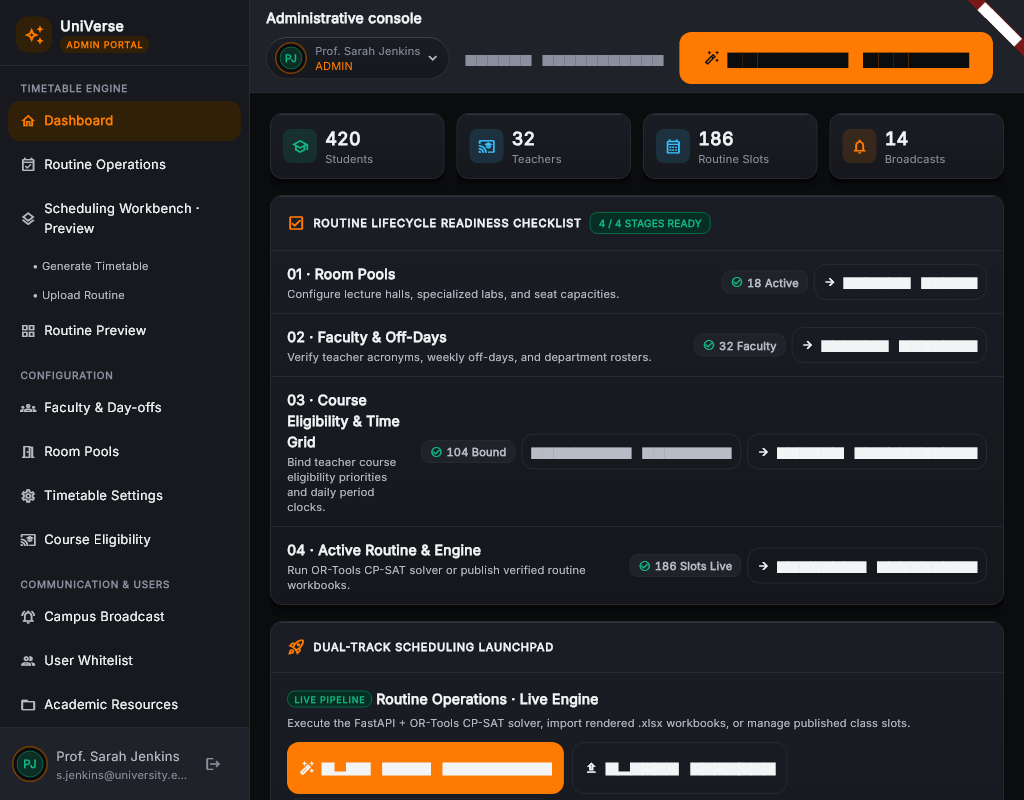 UniVerse
ADMIN PORTAL
TIMETABLE ENGINE
Dashboard
Routine Operations
Scheduling Workbench ·
Preview
• Generate Timetable
• Upload Routine
Routine Preview
CONFIGURATION
Faculty & Day-offs
Room Pools
Timetable Settings
Course Eligibility
COMMUNICATION & USERS
Campus Broadcast
User Whitelist
Academic Resources
PJ
Prof. Sarah Jenkins
s.jenkins@university.e...
Administrative console
PJ
Prof. Sarah Jenkins
ADMIN
420
Students
32
Teachers
186
Routine Slots
14
Broadcasts
ROUTINE LIFECYCLE READINESS CHECKLIST
4 / 4 STAGES READY
01 · Room Pools
Configure lecture halls, specialized labs, and seat capacities.
18 Active
02 · Faculty & Off-Days
Verify teacher acronyms, weekly off-days, and department rosters.
32 Faculty
03 · Course
Eligibility & Time
Grid
Bind teacher course
eligibility priorities
and daily period
clocks.
104 Bound
04 · Active Routine & Engine
Run OR-Tools CP-SAT solver or publish verified routine
workbooks.
186 Slots Live
DUAL-TRACK SCHEDULING LAUNCHPAD
LIVE PIPELINE
Routine Operations · Live Engine
Execute the FastAPI + OR-Tools CP-SAT solver, import rendered .xlsx workbooks, or manage published class slots.